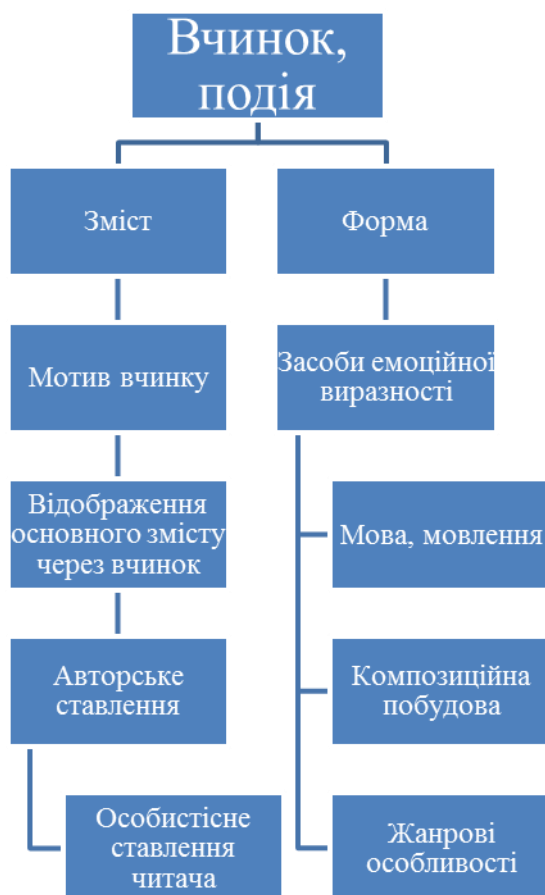 Вчинок,
подія
Зміст
Форма
Мотив вчинку
Засоби емоційної
виразності
Відображення
основного змісту
через вчинок
Мова, мовлення
Авторське
ставлення
Композиційна
побудова
Особистісне
ставлення
читача
Жанрові
особливості